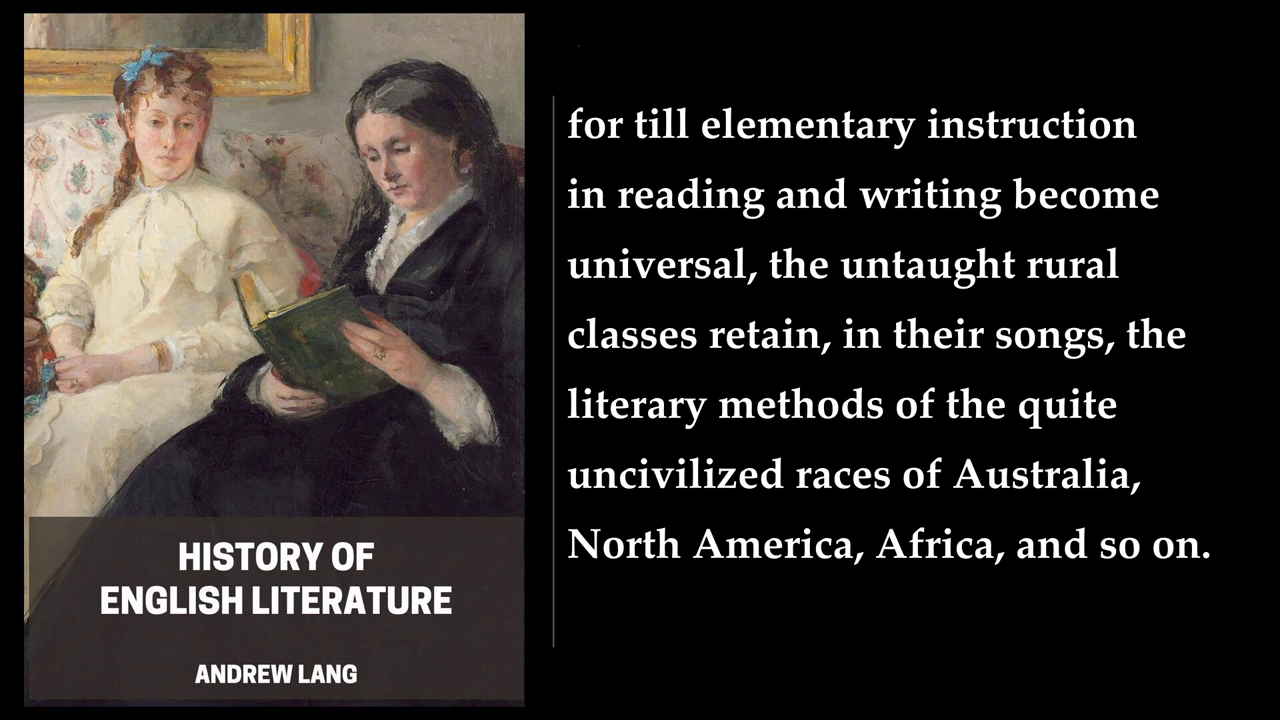 HISTORY OF
ENGLISH LITERATURE
ANDREW LANG
for till elementary instruction
in reading and writing become
universal, the untaught rural
classes retain, in their songs, the
literary methods of the quite
uncivilized races of Australia,
North America, Africa, and so on.